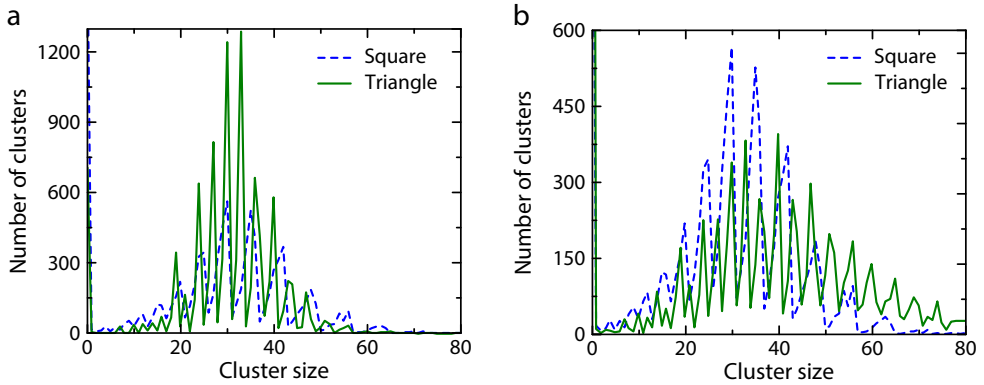 a
1200
900
600
300
0
0 20 40 60 80
Number of clusters
Cluster size
Square
Triangle
b
600
450
300
150
0
0 20 40 60 80
Number of clusters
Cluster size
Square
Triangle